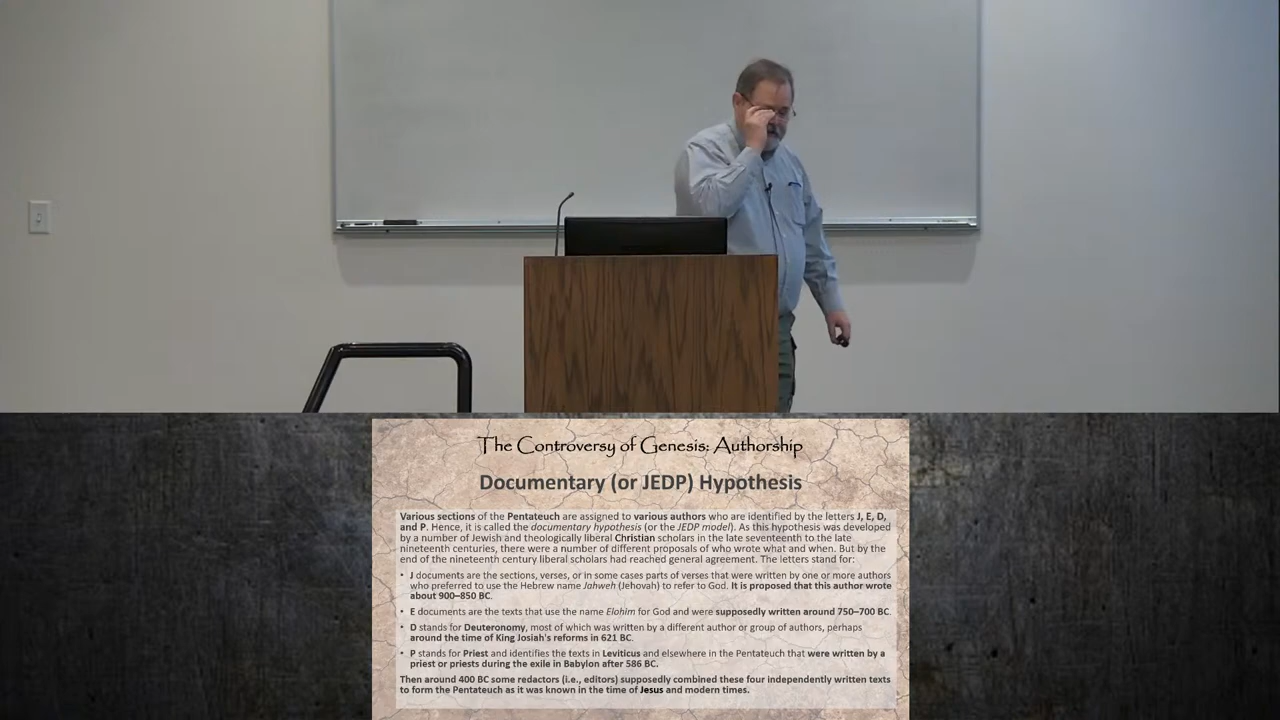 The Controversy of Genesis: Authorship
Documentary (or JEDP) Hypothesis
Various sections of the Pentateuch are assigned to various authors who are identified by the letters J, E, D,
and P. Hence, it is called the documentary hypothesis (or the JEDP model). As this hypothesis was developed
by a number of Jewish and theologically liberal Christian scholars in the late seventeenth to the late
nineteenth centuries, there were a number of different proposals of who wrote what and when. But by the
end of the nineteenth century liberal scholars had reached general agreement. The letters stand for:
• J documents are the sections, verses, or in some cases parts of verses that were written by one or more authors
who preferred to use the Hebrew name Jahweh (Jehovah) to refer to God. It is proposed that this author wrote
about 900–850 BC.
• E documents are the texts that use the name Elohim for God and were supposedly written around 750–700 BC.
• D stands for Deuteronomy, most of which was written by a different author or group of authors, perhaps
around the time of King Josiah's reforms in 621 BC.
• P stands for Priest and identifies the texts in Leviticus and elsewhere in the Pentateuch that were written by a
priest or priests during the exile in Babylon after 586 BC.
Then around 400 BC some redactors (i.e., editors) supposedly combined these four independently written texts
to form the Pentateuch as it was known in the time of Jesus and modern times.